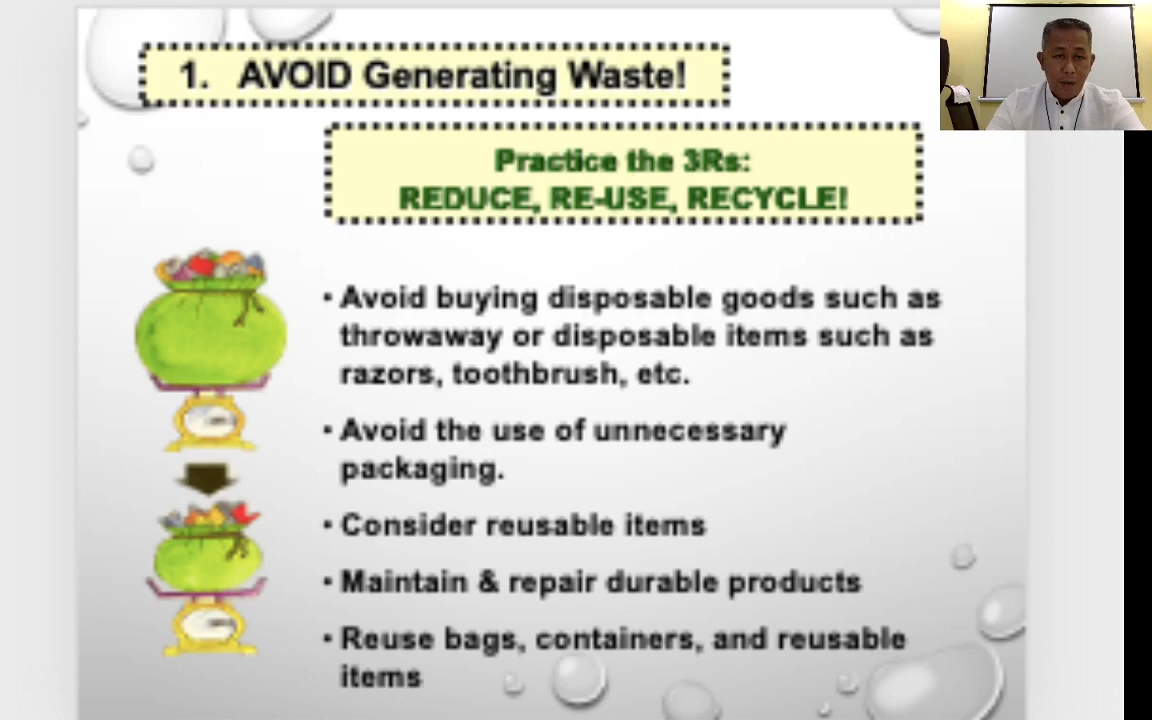 1. AVOID Generating Waste!
Practice the 3Rs:
REDUCE, RE-USE, RECYCLE!
• Avoid buying disposable goods such as
throwaway or disposable items such as
razors, toothbrush, etc.
• Avoid the use of unnecessary
packaging.
• Consider reusable items
• Maintain & repair durable products
• Reuse bags, containers, and reusable
items